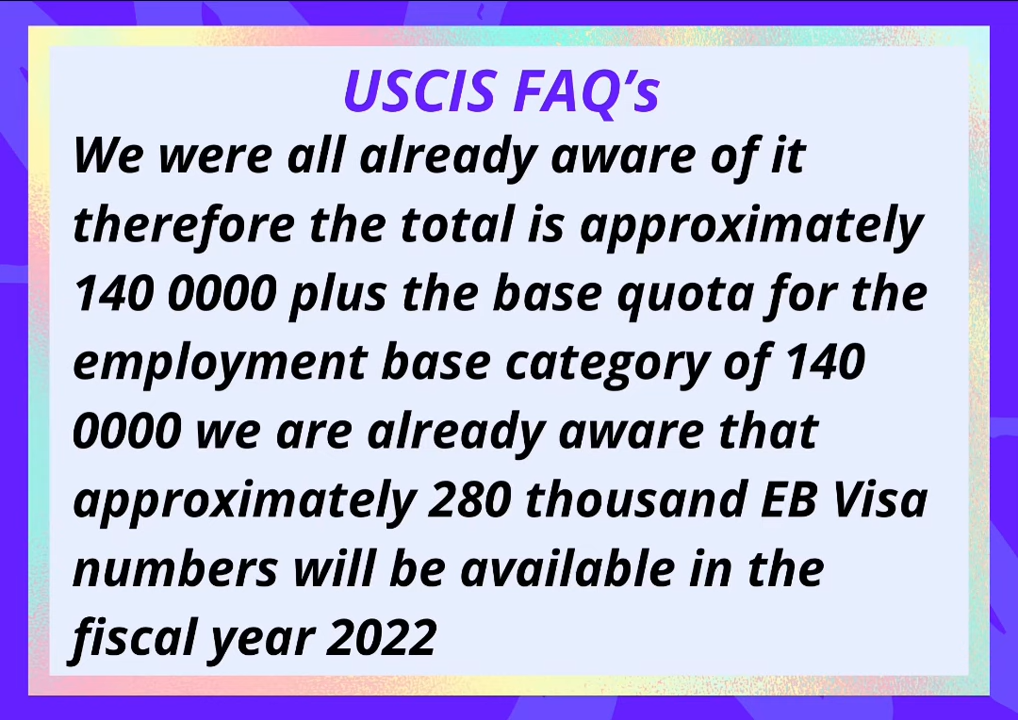 USCIS FAQ’s
We were all already aware of it
therefore the total is approximately
140 0000 plus the base quota for the
employment base category of 140
0000 we are already aware that
approximately 280 thousand EB Visa
numbers will be available in the
fiscal year 2022